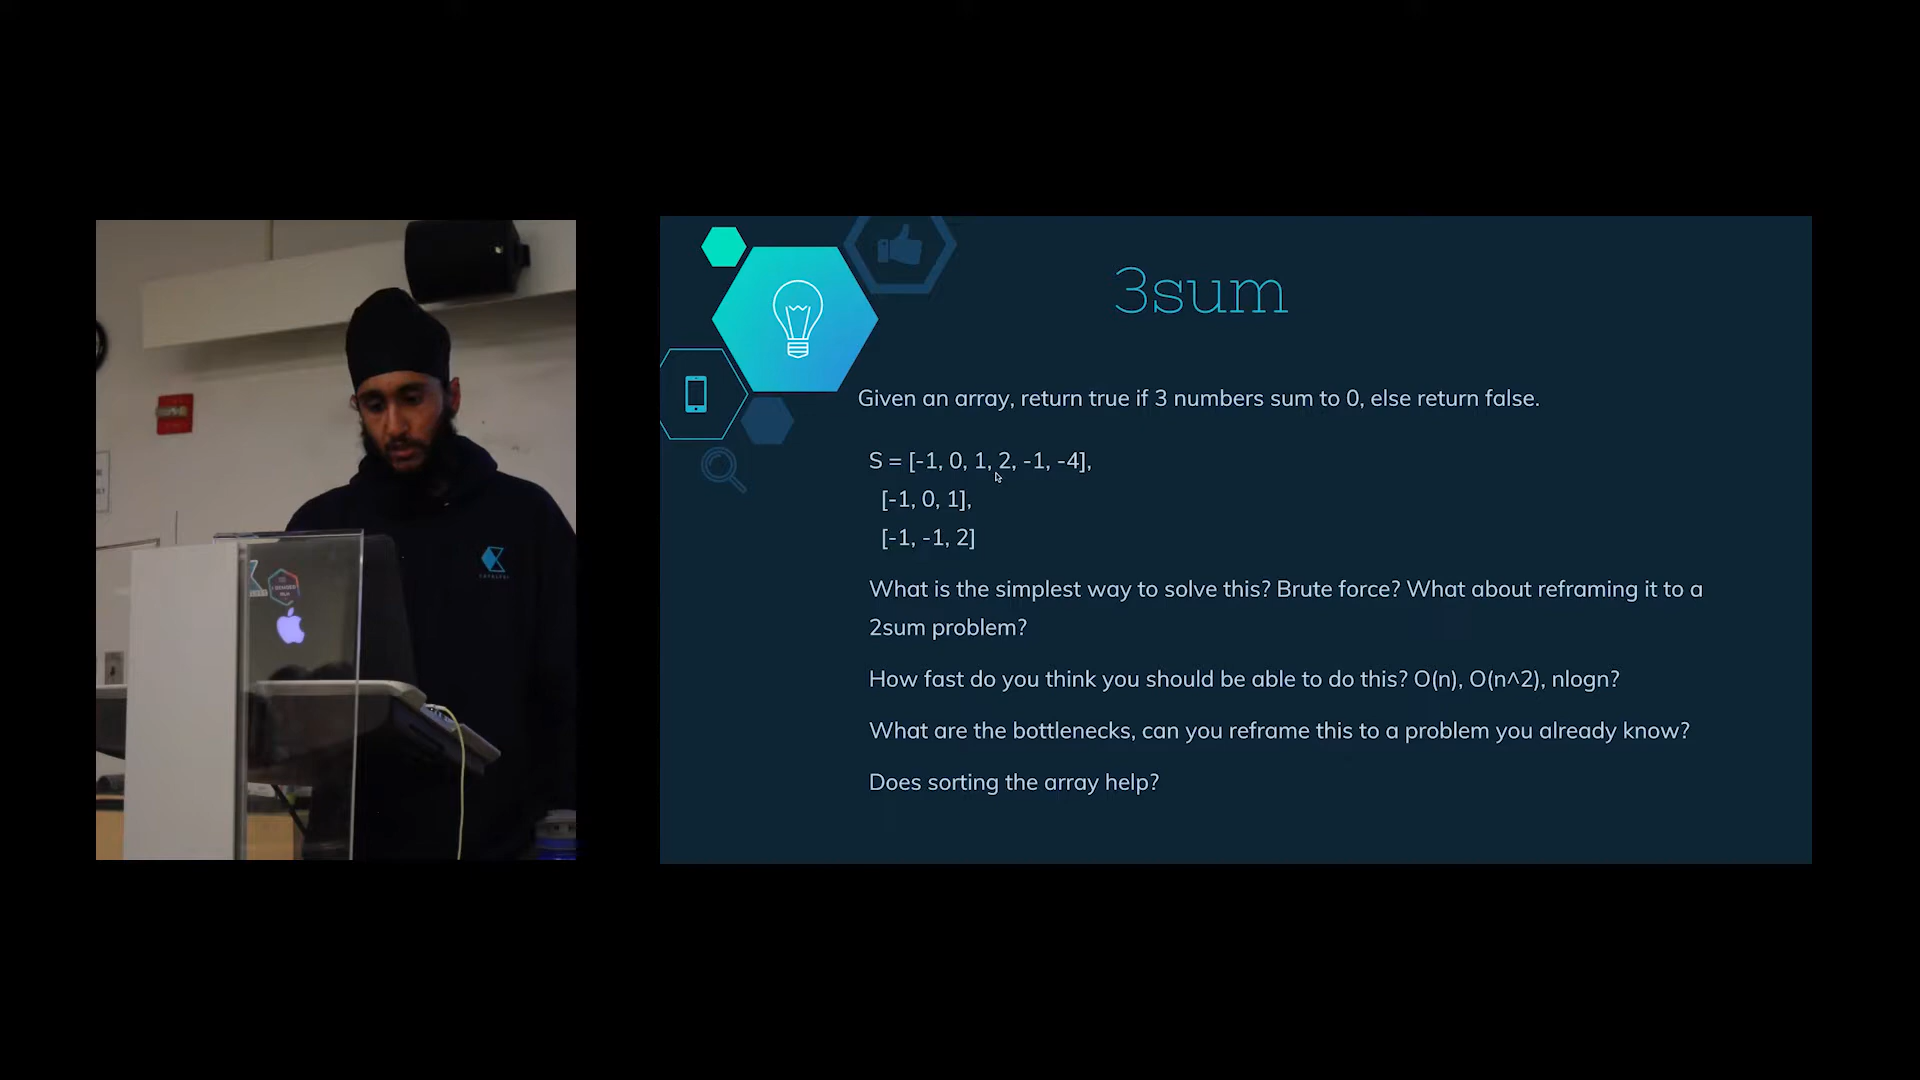 3sum
Given an array, return true if 3 numbers sum to 0, else return false.
S = [-1, 0, 1, 2, -1, -4],
[-1, 0, 1],
[-1, -1, 2]
What is the simplest way to solve this? Brute force? What about reframing it to a
2sum problem?
How fast do you think you should be able to do this? O(n), O(n^2), nlogn?
What are the bottlenecks, can you reframe this to a problem you already know?
Does sorting the array help?